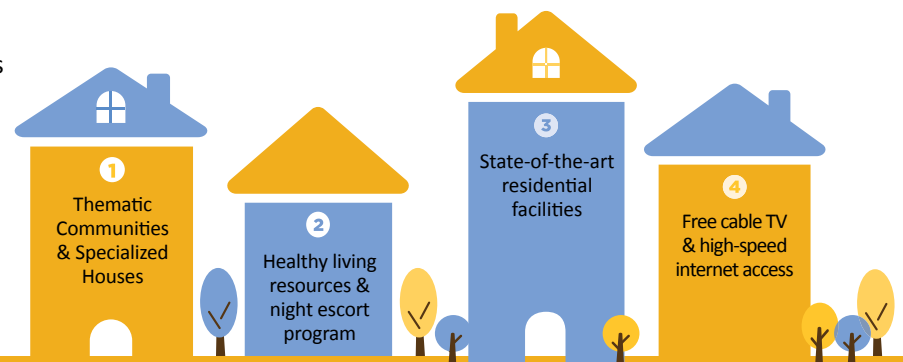 s
1
Thematic
Communities
& Specialized
Houses
2
Healthy living
resources &
night escort
program
3
State-of-the-art
residential
facilities
4
Free cable TV
& high-speed
internet access